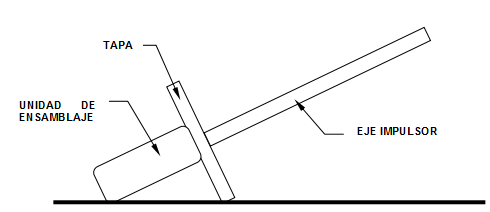 TAPA
UNIDAD DE
ENSAMBLAJE
EJE IMPULSOR